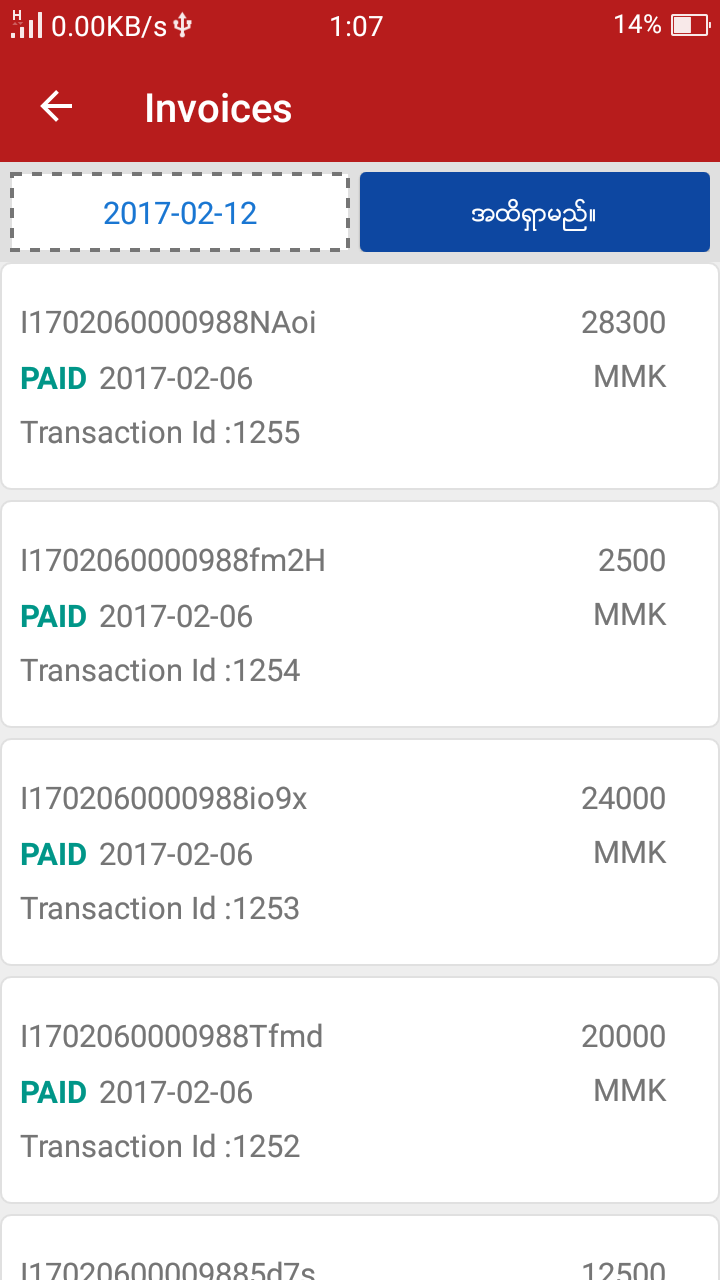 H
0.00KB/s
1:07
14%
Invoices
2017-02-12
အထိရှာမည်။
I1702060000988NAoi
28300
PAID 2017-02-06
MMK
Transaction Id :1255
I1702060000988fm2H
2500
PAID 2017-02-06
MMK
Transaction Id :1254
I1702060000988io9x
24000
PAID 2017-02-06
MMK
Transaction Id :1253
I1702060000988Tfmd
20000
PAID 2017-02-06
MMK
Transaction Id :1252
I17020600009885d7s
12500